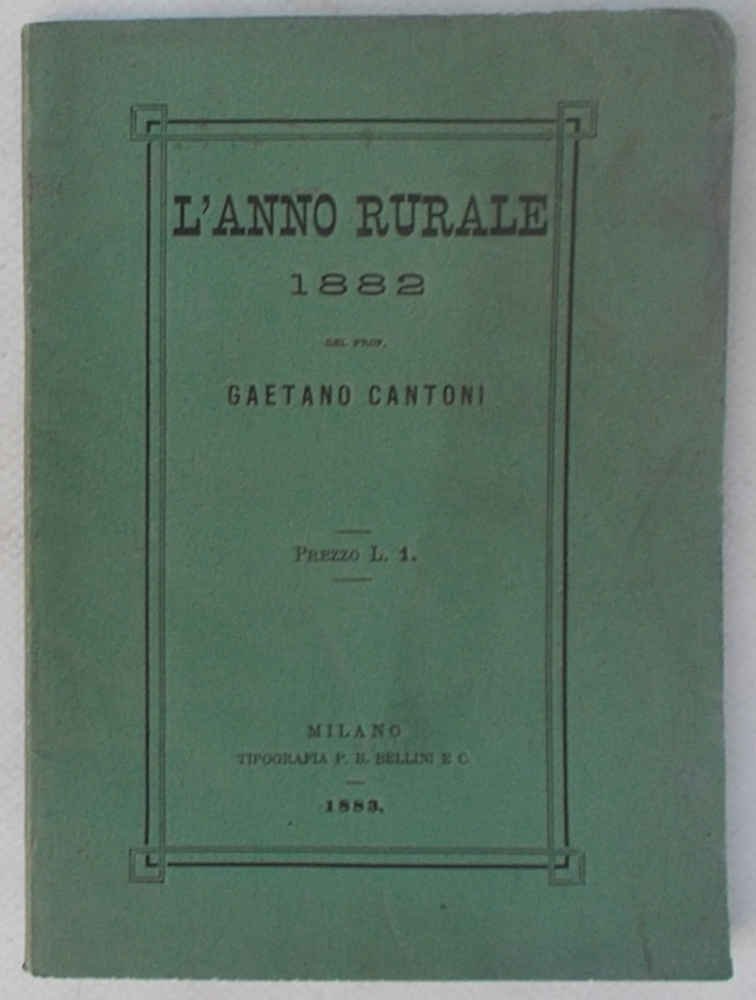 L'ANNO RURALE
1882
DEL PROF.
GAETANO CANTONI
PREZZO L. 1.
MILANO
TIPOGRAFIA P. B. BELLINI E C.
1883.